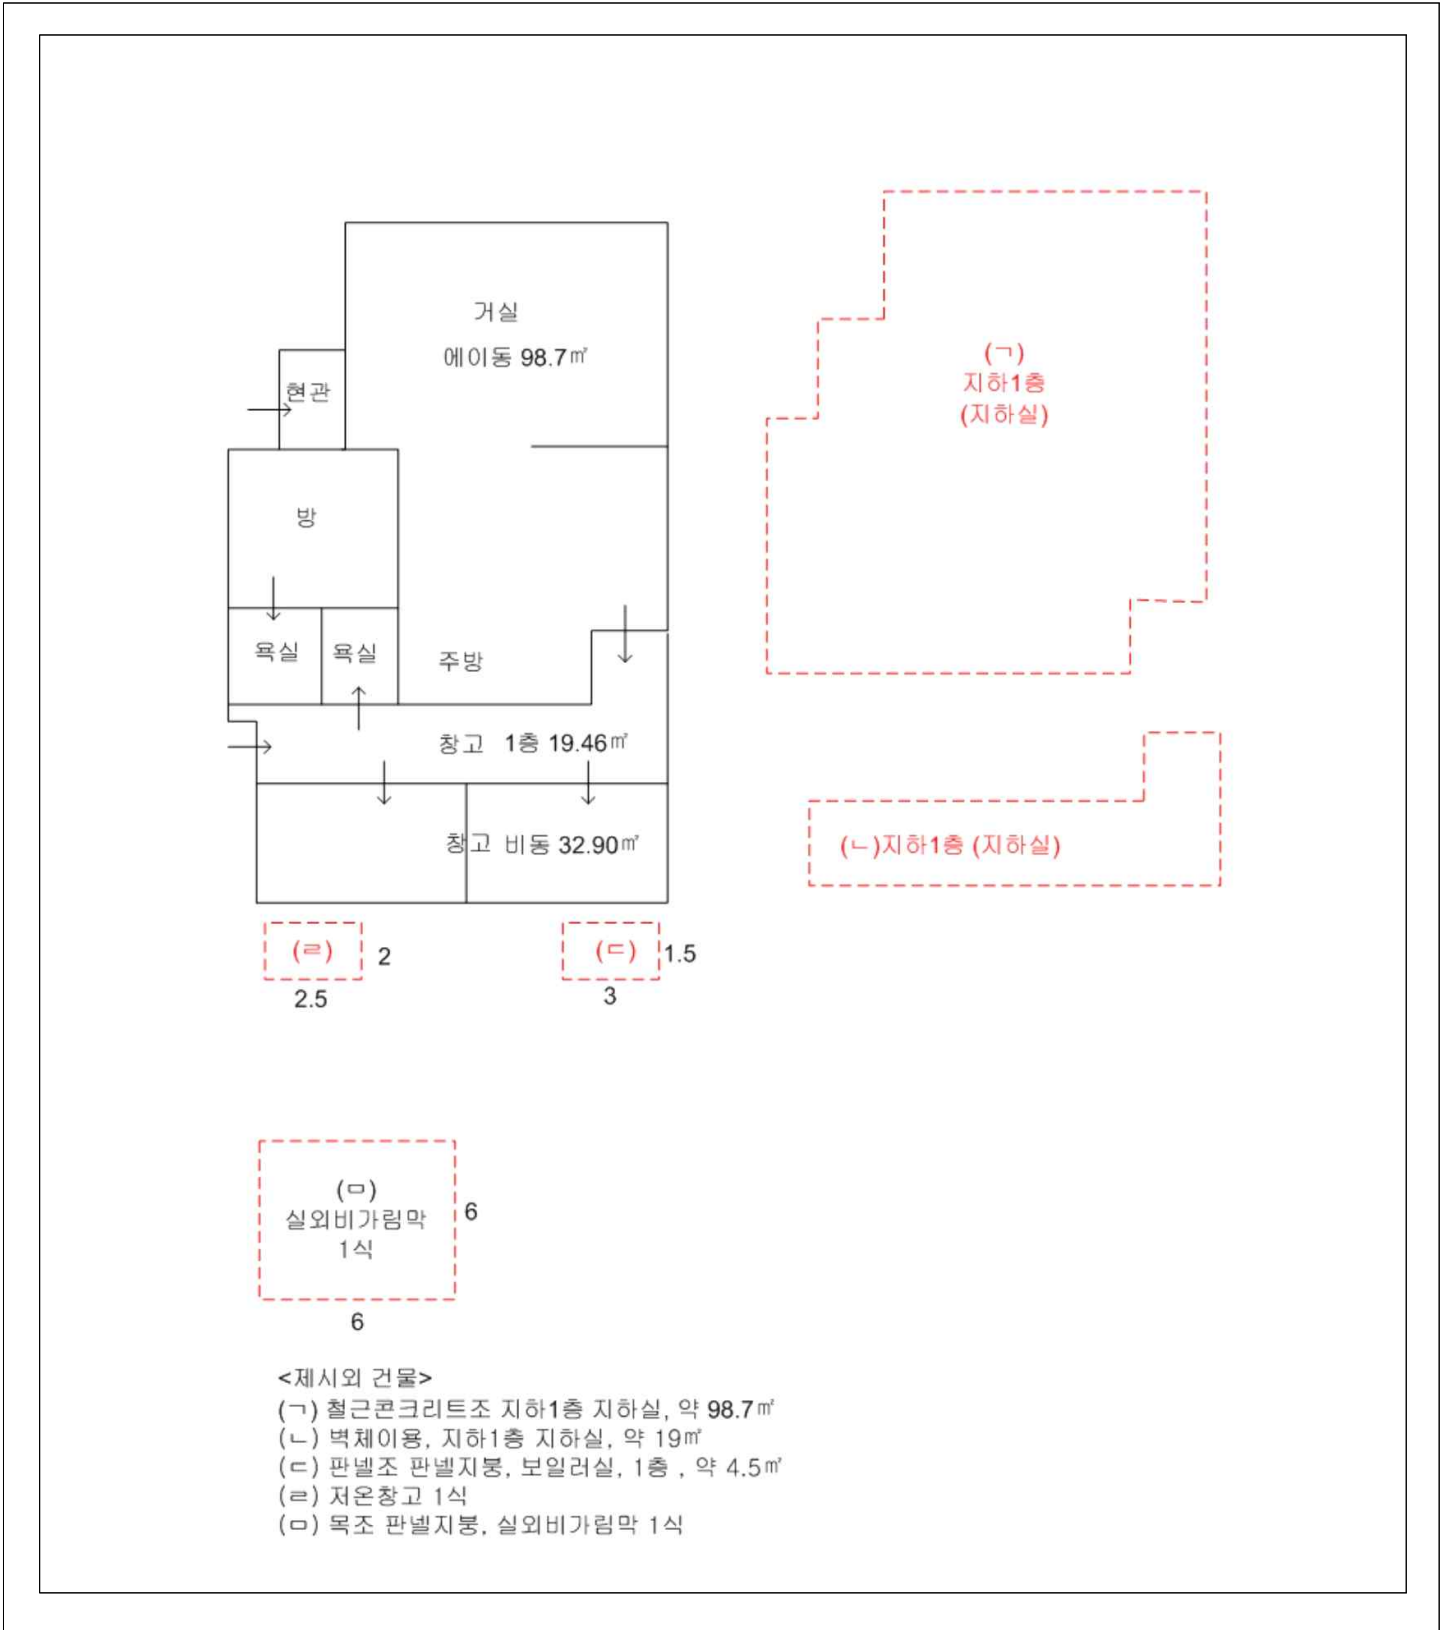 거실
에이동 98.7㎡
현관
방
욕실
욕실
주방
창고 1층 19.46㎡
창고 비동 32.90㎡
(ㄱ)
지하1층
(지하실)
(ㄴ)지하1층 (지하실)
(ㄹ)
2
2.5
(ㄷ)
1.5
3
(ㅁ)
실외비가림막
1식
6
6
<제시외 건물>
(ㄱ) 철근콘크리트조 지하1층 지하실, 약 98.7㎡
(ㄴ) 벽체이용, 지하1층 지하실, 약 19㎡
(ㄷ) 판넬조 판넬지붕, 보일러실, 1층 , 약 4.5㎡
(ㄹ) 저온창고 1식
(ㅁ) 목조 판넬지붕, 실외비가림막 1식